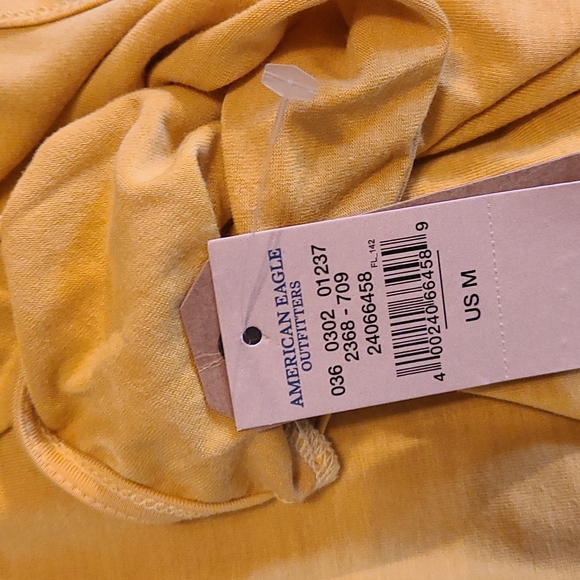 AMERICAN EAGLE
OUTFITTERS
036 0302 01237
2368 - 709
24066458
FL_142
4 00240 66458 9
US M